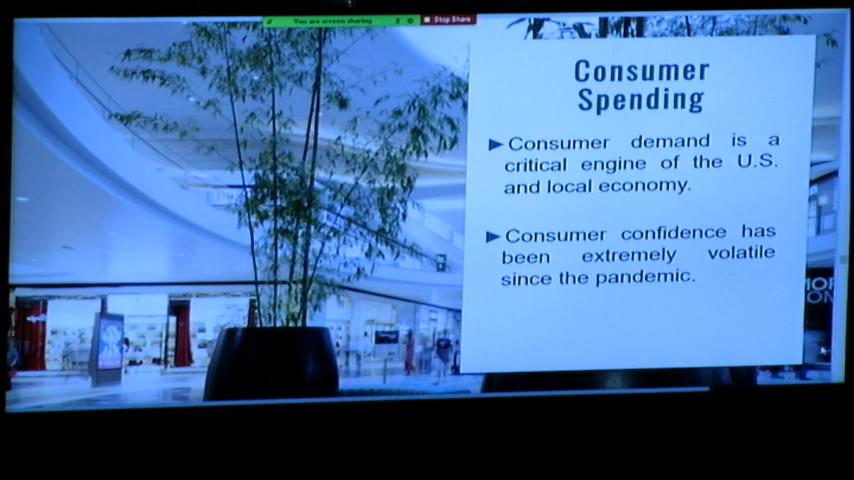 You are screen sharing
Stop Share
Consumer
Spending
Consumer demand is a
critical engine of the U.S.
and local economy.
Consumer confidence has
been extremely volatile
since the pandemic.